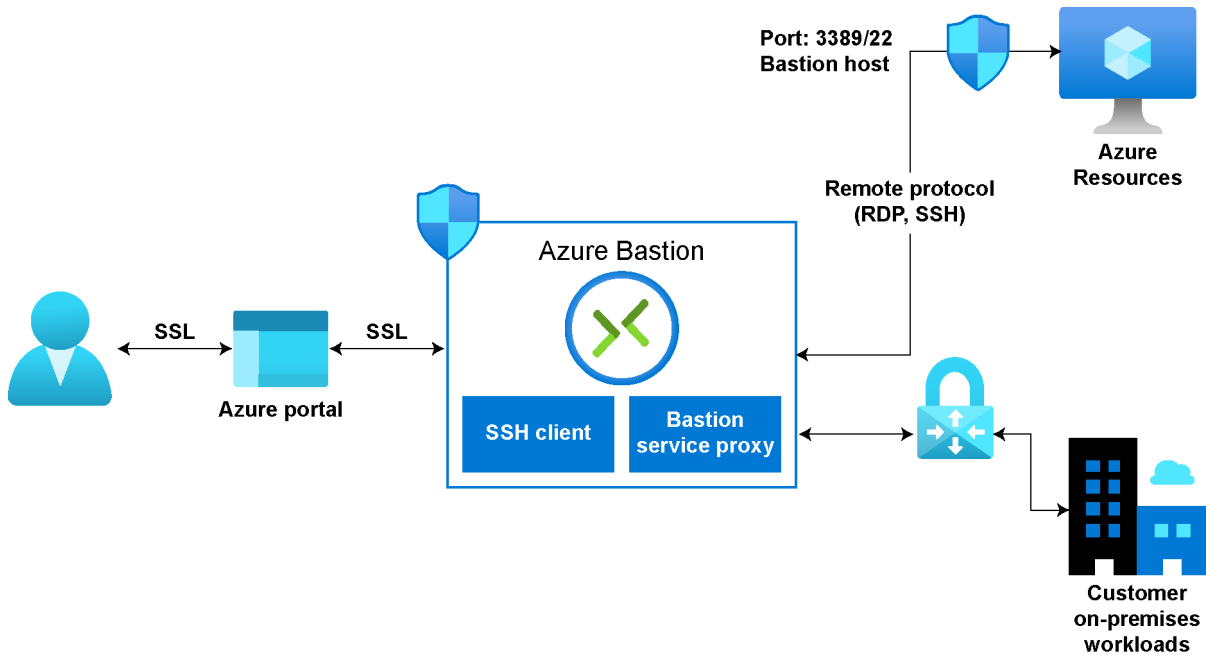 Port: 3389/22
Bastion host
Azure
Resources
Remote protocol
(RDP, SSH)
Azure Bastion
SSL
SSL
Azure portal
SSH client
Bastion
service proxy
Customer
on-premises
workloads